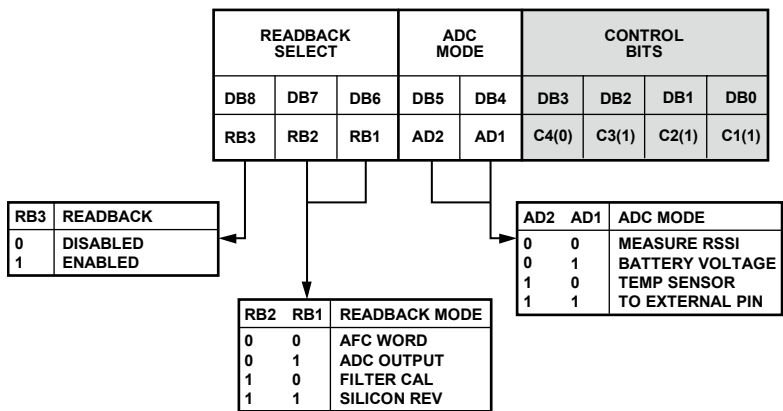 READBACK SELECT
ADC MODE
CONTROL BITS
DB8 DB7 DB6 DB5 DB4 DB3 DB2 DB1 DB0
RB3 RB2 RB1 AD2 AD1 C4(0) C3(1) C2(1) C1(1)
RB3 READBACK
0 DISABLED
1 ENABLED
RB2 RB1 READBACK MODE
0 0 AFC WORD
0 1 ADC OUTPUT
1 0 FILTER CAL
1 1 SILICON REV
AD2 AD1 ADC MODE
0 0 MEASURE RSSI
0 1 BATTERY VOLTAGE
1 0 TEMP SENSOR
1 1 TO EXTERNAL PIN